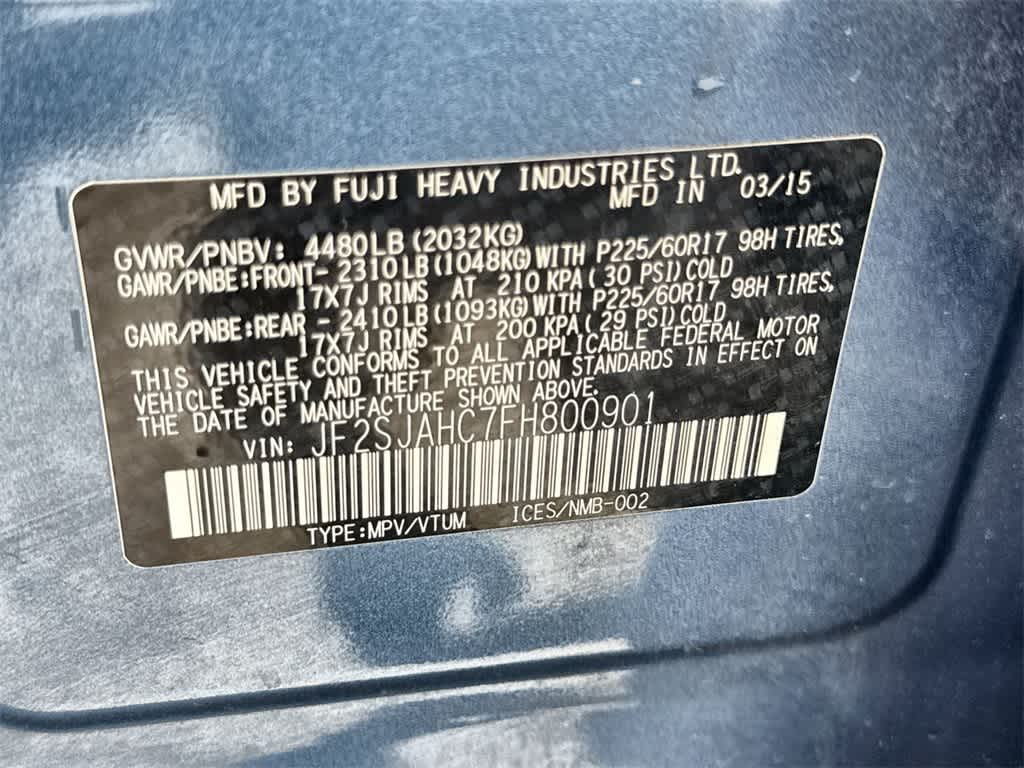 MFD BY FUJI HEAVY INDUSTRIES LTD.
MFD IN 03/15
GVWR/PNBV: 4480LB (2032KG)
GAWR/PNBE:FRONT- 2310LB (1048KG)WITH P225/60R17 98H TIRES,
17X7J RIMS AT 210 KPA( 30 PSI)COLD
GAWR/PNBE:REAR - 2410LB(1093KG)WITH P225/60R17 98H TIRES,
17X7J RIMS AT 200 KPA( 29 PSI)COLD
THIS VEHICLE CONFORMS TO ALL APPLICABLE FEDERAL MOTOR
VEHICLE SAFETY AND THEFT PREVENTION STANDARDS IN EFFECT ON
THE DATE OF MANUFACTURE SHOWN ABOVE.
VIN: JF2SJAHC7FH800901
TYPE:MPV/VTUM ICES/NMB-002